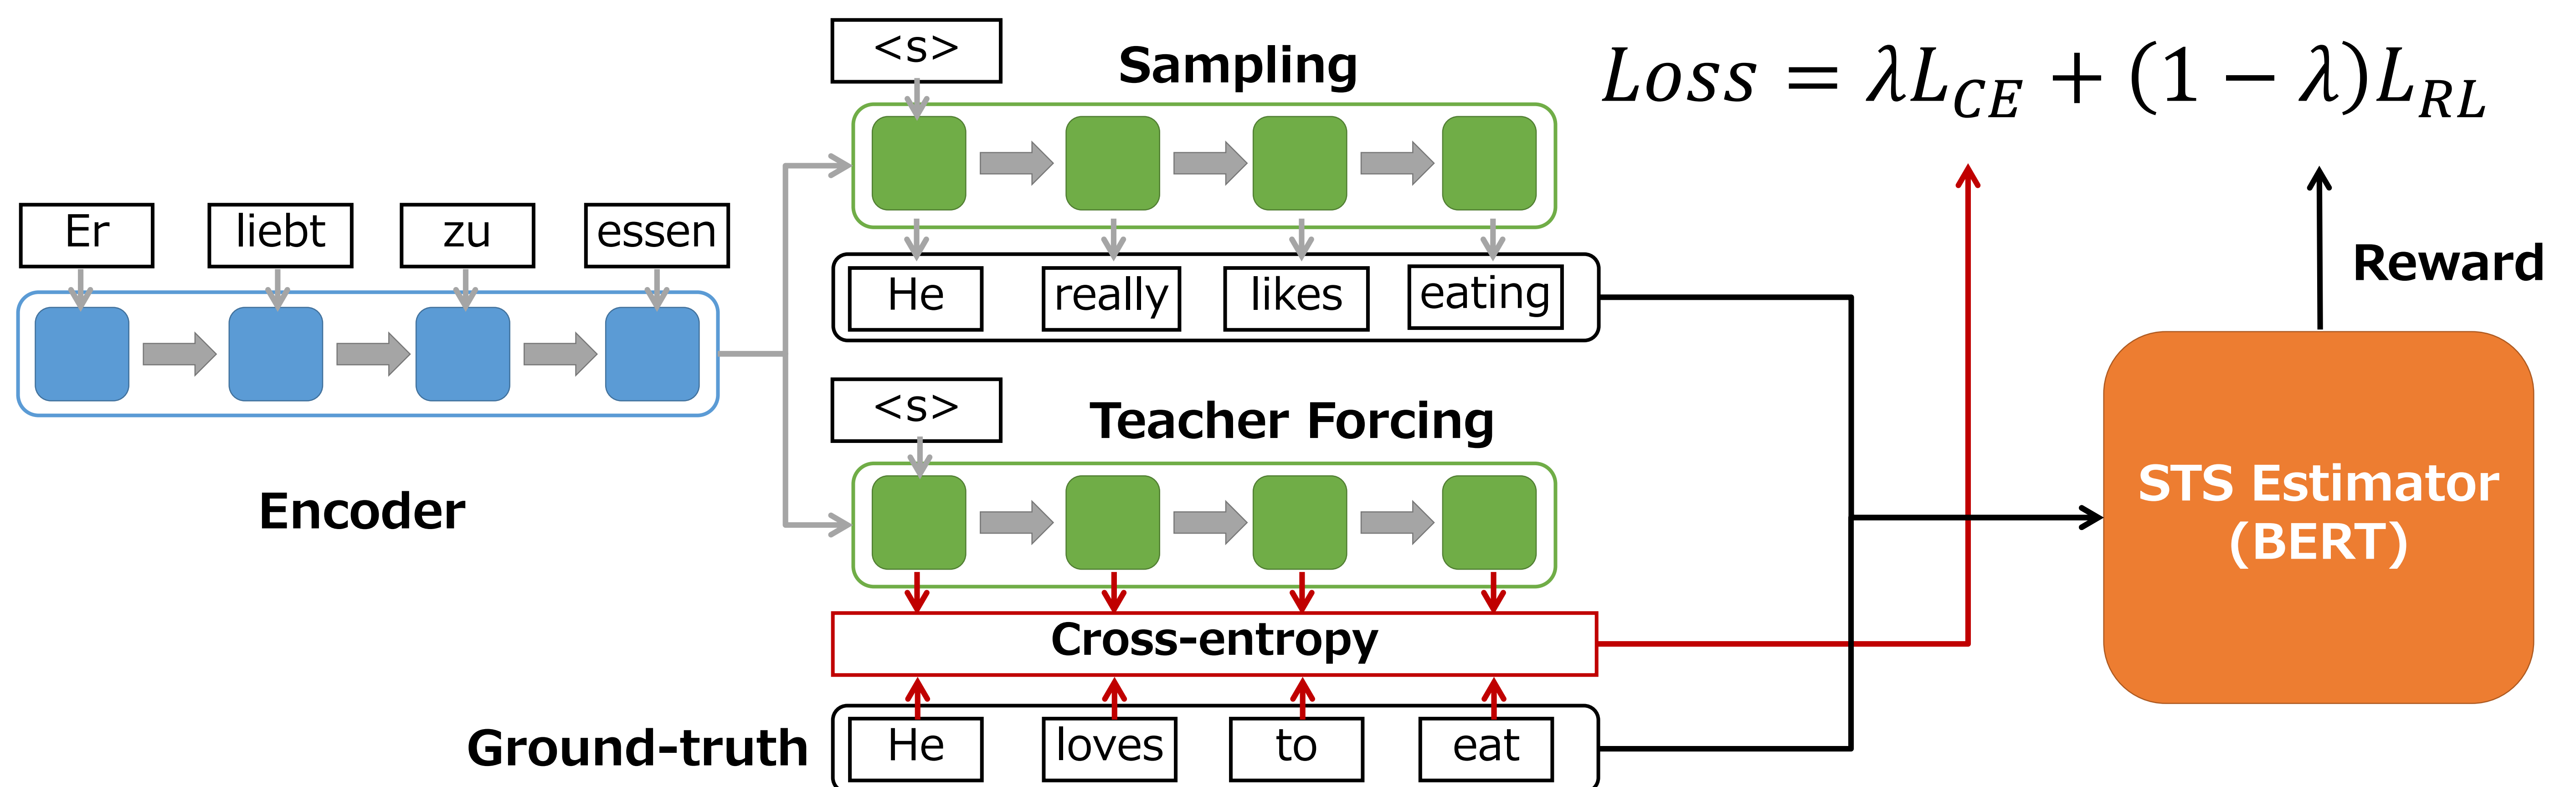 <s>
Sampling
Loss = λL_CE + (1 − λ)L_RL
Er liebt zu essen
He really likes eating
Reward
<s>
Teacher Forcing
Encoder
STS Estimator
(BERT)
Cross-entropy
Ground-truth
He loves to eat